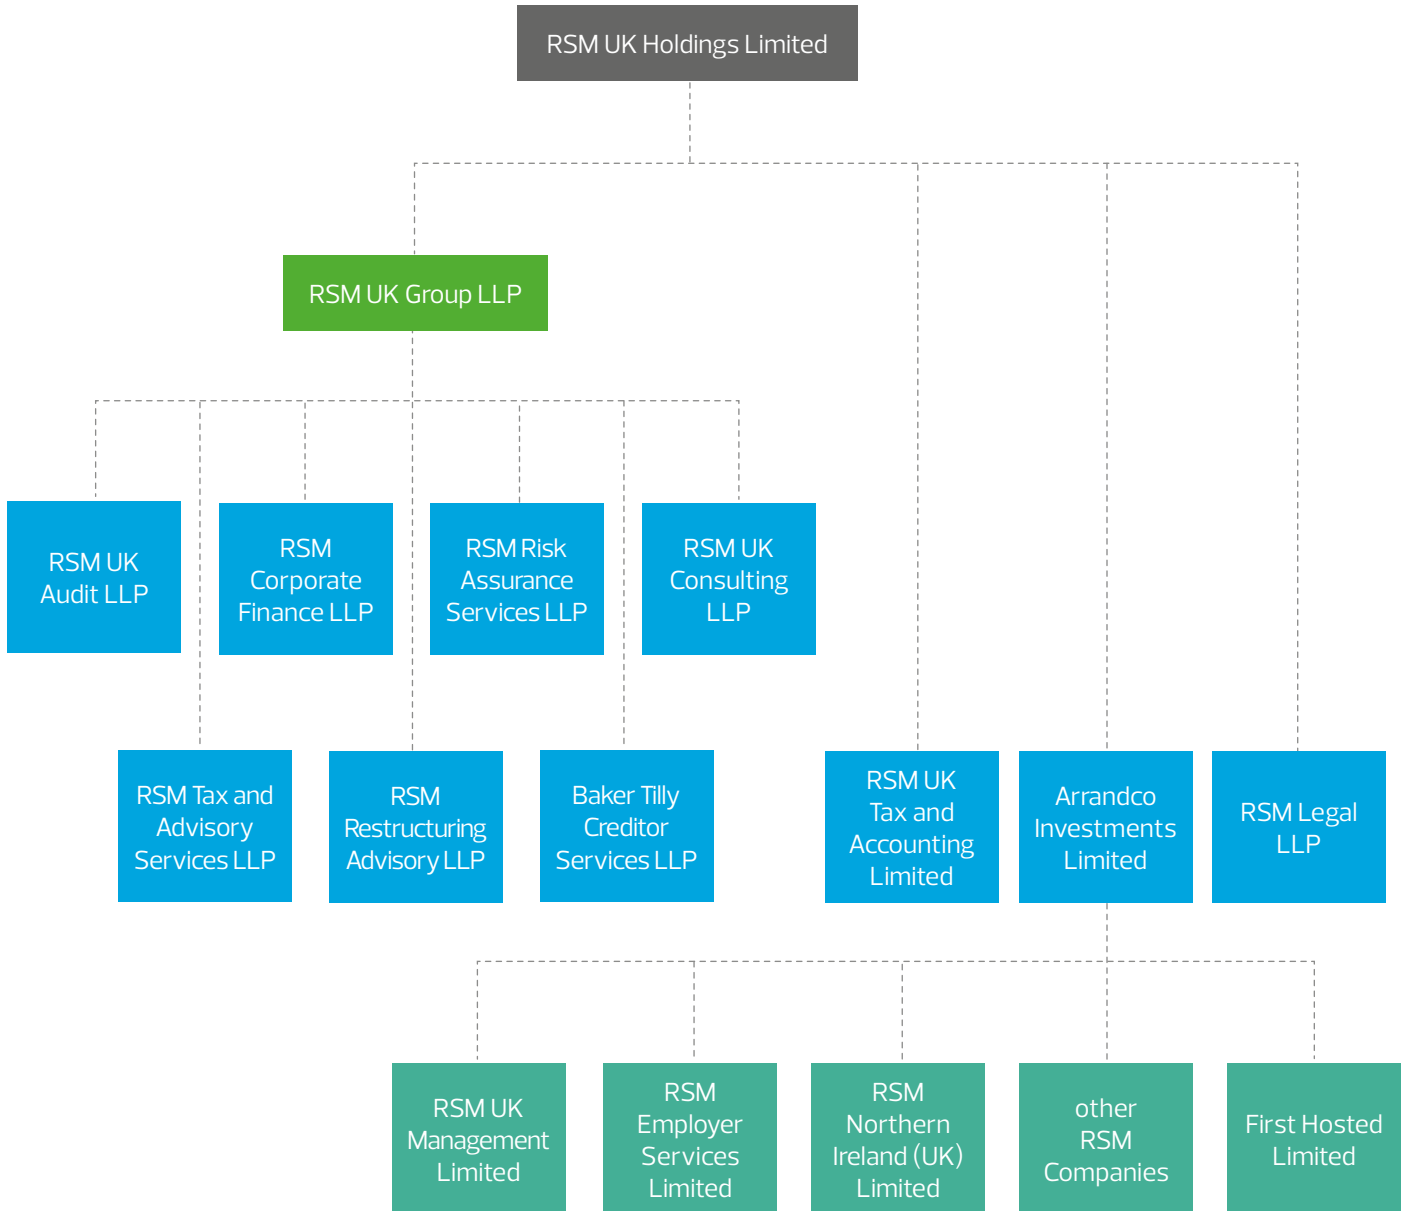 RSM UK Holdings Limited
RSM UK Group LLP
RSM UK
Audit LLP
RSM
Corporate
Finance LLP
RSM Risk
Assurance
Services LLP
RSM UK
Consulting
LLP
RSM Tax and
Advisory
Services LLP
RSM
Restructuring
Advisory LLP
Baker Tilly
Creditor
Services LLP
RSM UK
Tax and
Accounting
Limited
Arrandco
Investments
Limited
RSM Legal
LLP
RSM UK
Management
Limited
RSM
Employer
Services
Limited
RSM
Northern
Ireland (UK)
Limited
other
RSM
Companies
First Hosted
Limited